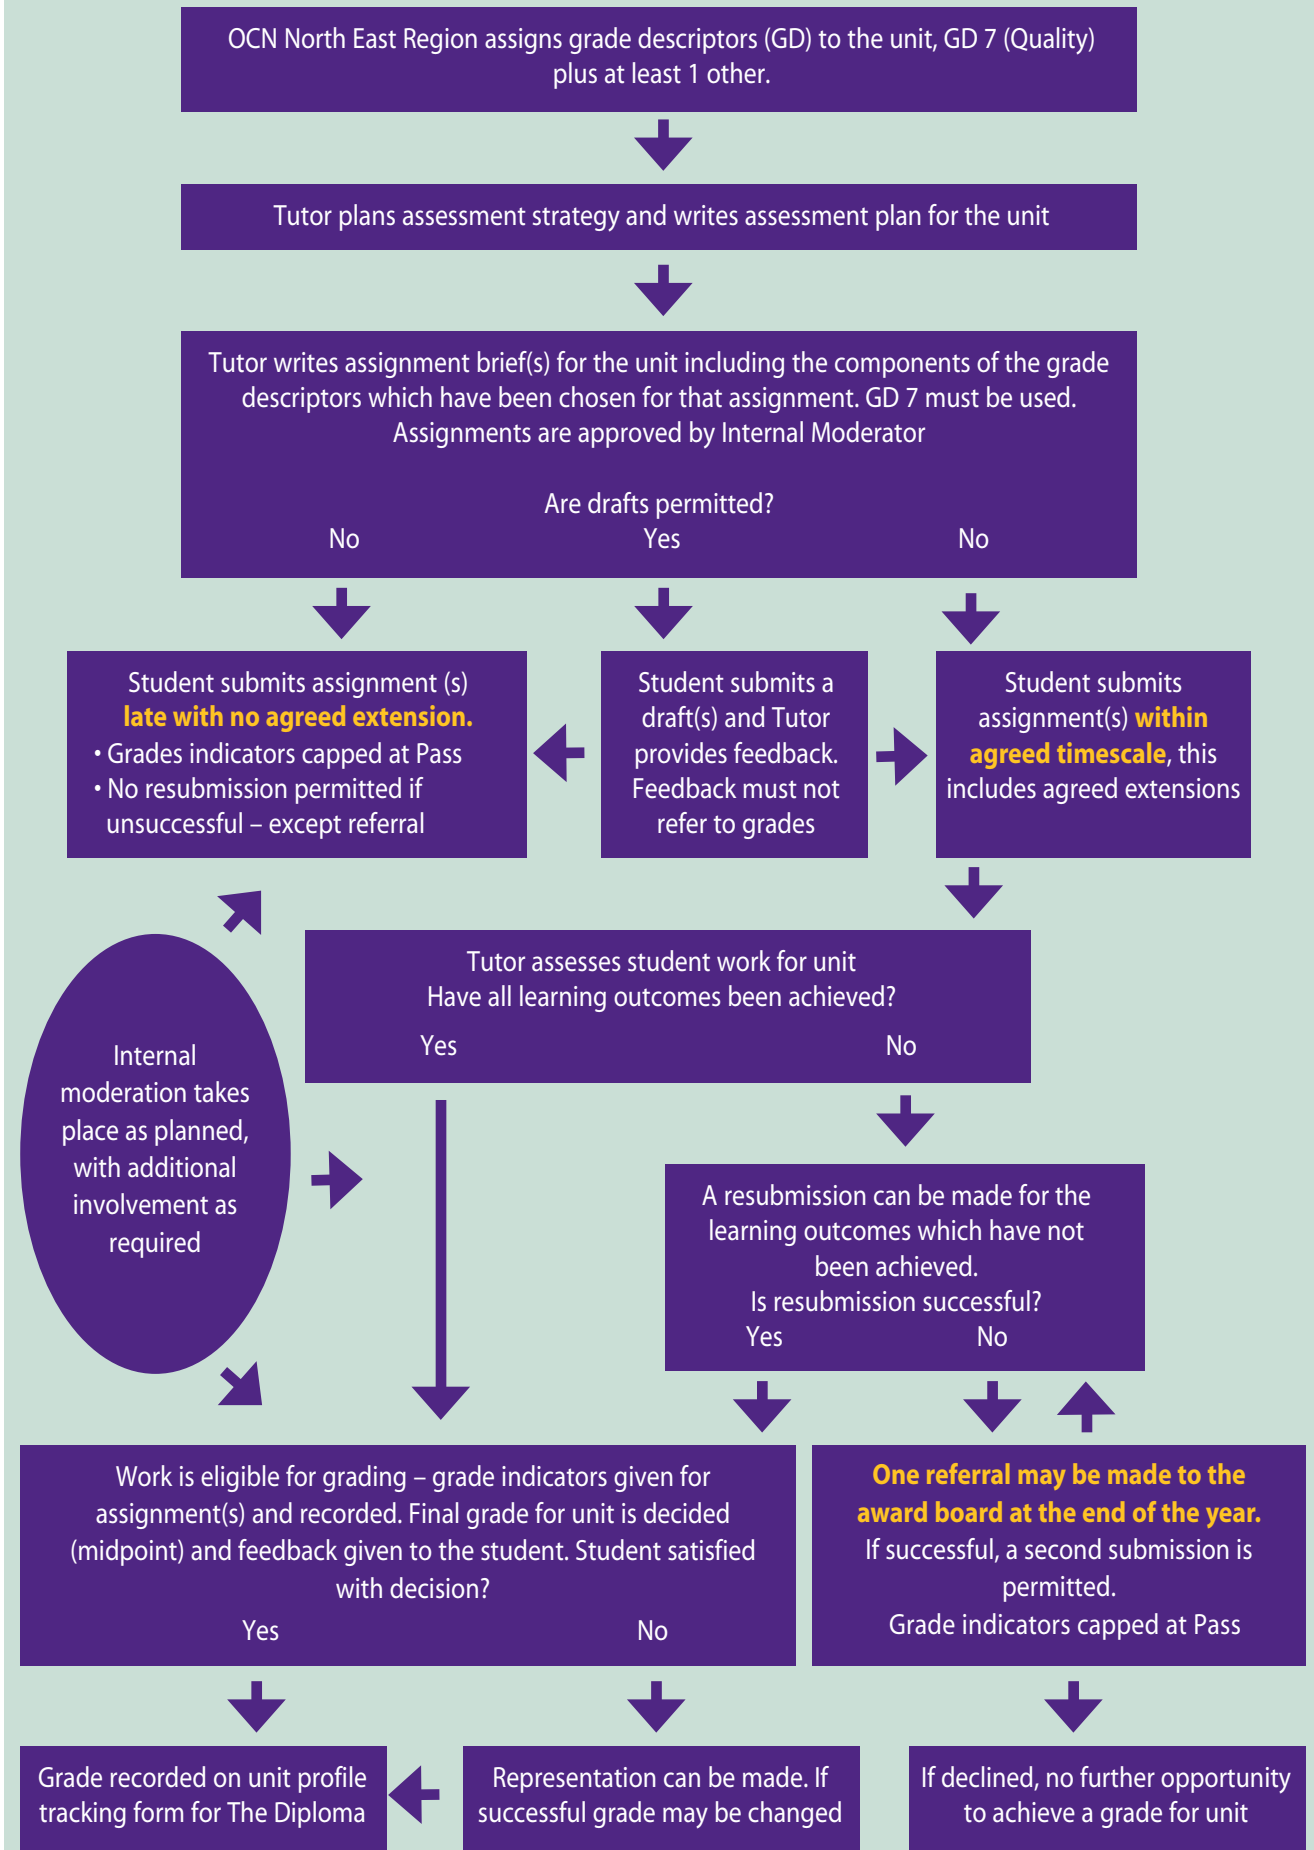 OCN North East Region assigns grade descriptors (GD) to the unit, GD 7 (Quality)
plus at least 1 other.
Tutor plans assessment strategy and writes assessment plan for the unit
Tutor writes assignment brief(s) for the unit including the components of the grade
descriptors which have been chosen for that assignment. GD 7 must be used.
Assignments are approved by Internal Moderator
Are drafts permitted?
No Yes No
Student submits assignment (s)
late with no agreed extension.
• Grades indicators capped at Pass
• No resubmission permitted if
unsuccessful – except referral
Student submits a
draft(s) and Tutor
provides feedback.
Feedback must not
refer to grades
Student submits
assignment(s) within
agreed timescale, this
includes agreed extensions
Tutor assesses student work for unit
Have all learning outcomes been achieved?
Yes No
Internal
moderation takes
place as planned,
with additional
involvement as
required
A resubmission can be made for the
learning outcomes which have not
been achieved.
Is resubmission successful?
Yes No
Work is eligible for grading – grade indicators given for
assignment(s) and recorded. Final grade for unit is decided
(midpoint) and feedback given to the student. Student satisfied
with decision?
Yes No
One referral may be made to the
award board at the end of the year.
If successful, a second submission is
permitted.
Grade indicators capped at Pass
Grade recorded on unit profile
tracking form for The Diploma
Representation can be made. If
successful grade may be changed
If declined, no further opportunity
to achieve a grade for unit